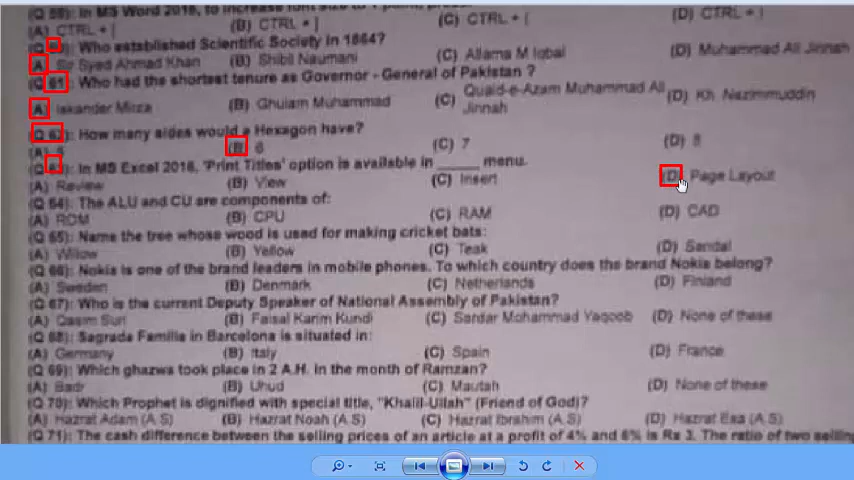 (Q 59): In MS Word 2016, to increase font size to 1 point, press:
(A) CTRL + [ (B) CTRL + ] (C) CTRL + ( (D) CTRL + )
(Q 60): Who established Scientific Society in 1864?
(A) Sir Syed Ahmad Khan (B) Shibli Naumani (C) Allama M Iqbal (D) Muhammad Ali Jinnah
(Q 61): Who had the shortest tenure as Governor - General of Pakistan ?
(A) Iskander Mirza (B) Ghulam Muhammad (C) Quaid-e-Azam Muhammad Ali Jinnah (D) Kh. Nazimmuddin
(Q 62): How many sides would a Hexagon have?
(A) 5 (B) 6 (C) 7 (D) 8
(Q 63): In MS Excel 2016, 'Print Titles' option is available in _____ menu.
(A) Review (B) View (C) Insert (D) Page Layout
(Q 64): The ALU and CU are components of:
(A) ROM (B) CPU (C) RAM (D) CAD
(Q 65): Name the tree whose wood is used for making cricket bats:
(A) Willow (B) Yellow (C) Teak (D) Sandal
(Q 66): Nokia is one of the brand leaders in mobile phones. To which country does the brand Nokia belong?
(A) Sweden (B) Denmark (C) Netherlands (D) Finland
(Q 67): Who is the current Deputy Speaker of National Assembly of Pakistan?
(A) Qasim Suri (B) Faisal Karim Kundi (C) Sardar Mohammad Yaqoob (D) None of these
(Q 68): Sagrada Familia in Barcelona is situated in:
(A) Germany (B) Italy (C) Spain (D) France
(Q 69): Which ghazwa took place in 2 A.H. in the month of Ramzan?
(A) Badr (B) Uhud (C) Mautah (D) None of these
(Q 70): Which Prophet is dignified with special title, "Khalil-Ullah" (Friend of God)?
(A) Hazrat Adam (A.S) (B) Hazrat Noah (A.S) (C) Hazrat Ibrahim (A.S) (D) Hazrat Esa (A.S)
(Q 71): The cash difference between the selling prices of an article at a profit of 4% and 6% is Rs 3. The ratio of two selling